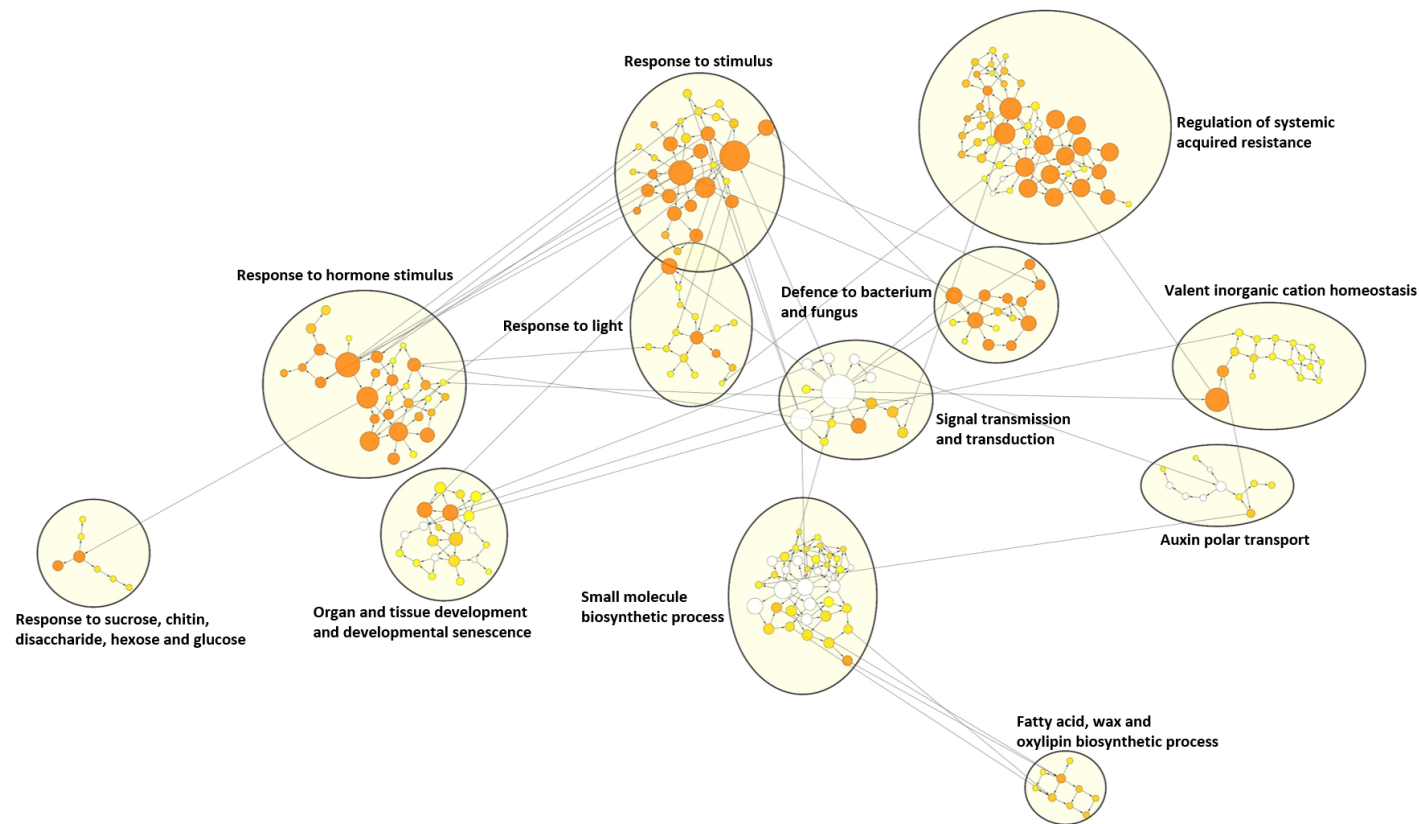 Response to stimulus
Regulation of systemic
acquired resistance
Response to hormone stimulus
Defence to bacterium
and fungus
Valent inorganic cation homeostasis
Response to light
Signal transmission
and transduction
Auxin polar transport
Small molecule
biosynthetic process
Organ and tissue development
and developmental senescence
Response to sucrose, chitin,
disaccharide, hexose and glucose
Fatty acid, wax and
oxylipin biosynthetic process